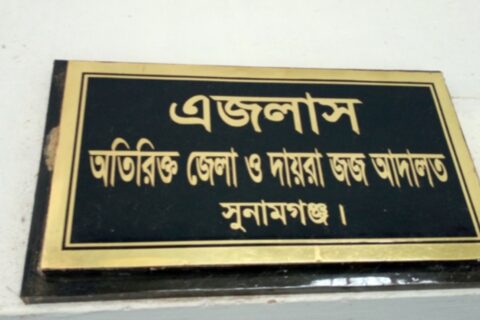 এজলাস
অতিরিক্ত জেলা ও দায়রা জজ আদালত
সুনামগঞ্জ।